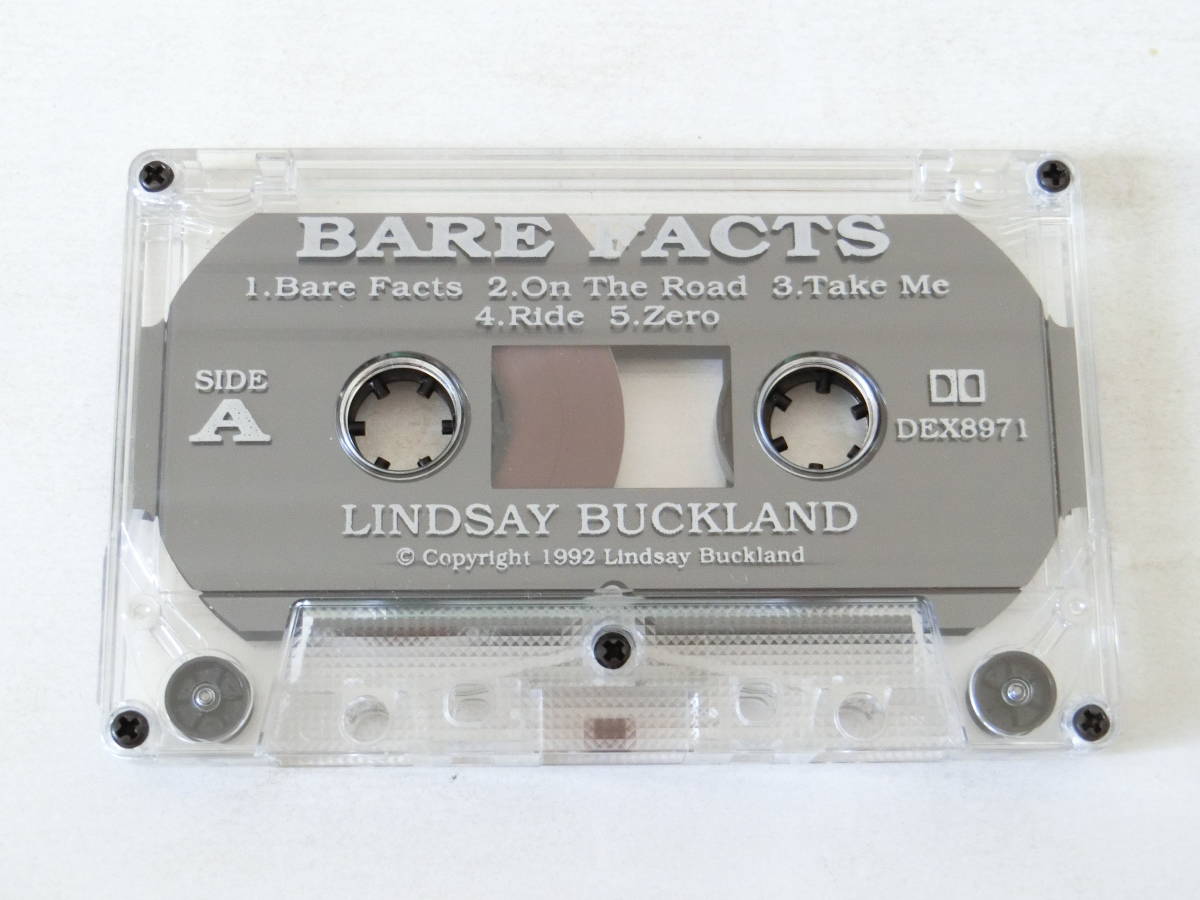 BARE FACTS
1.Bare Facts 2.On The Road 3.Take Me
4.Ride 5.Zero
SIDE
A
DEX8971
LINDSAY BUCKLAND
© Copyright 1992 Lindsay Buckland